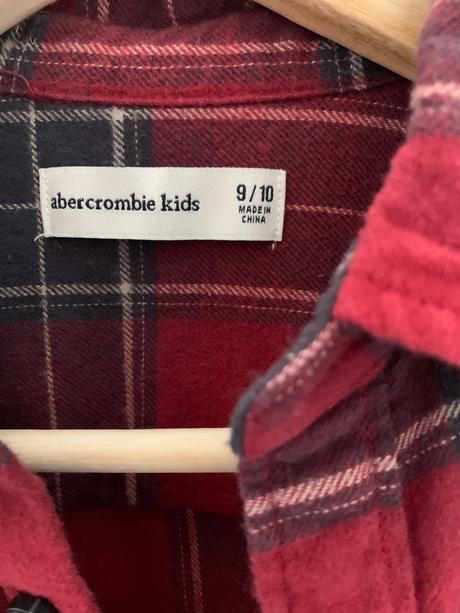 abercrombie kids
9/10
MADE IN
CHINA